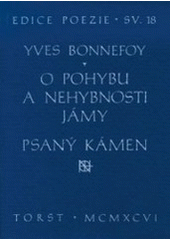 EDICE POEZIE • SV. 18
YVES BONNEFOY
O POHYBU
A NEHYBNOSTI
JÁMY
PSANÝ KÁMEN
TORST • MCMXCVI